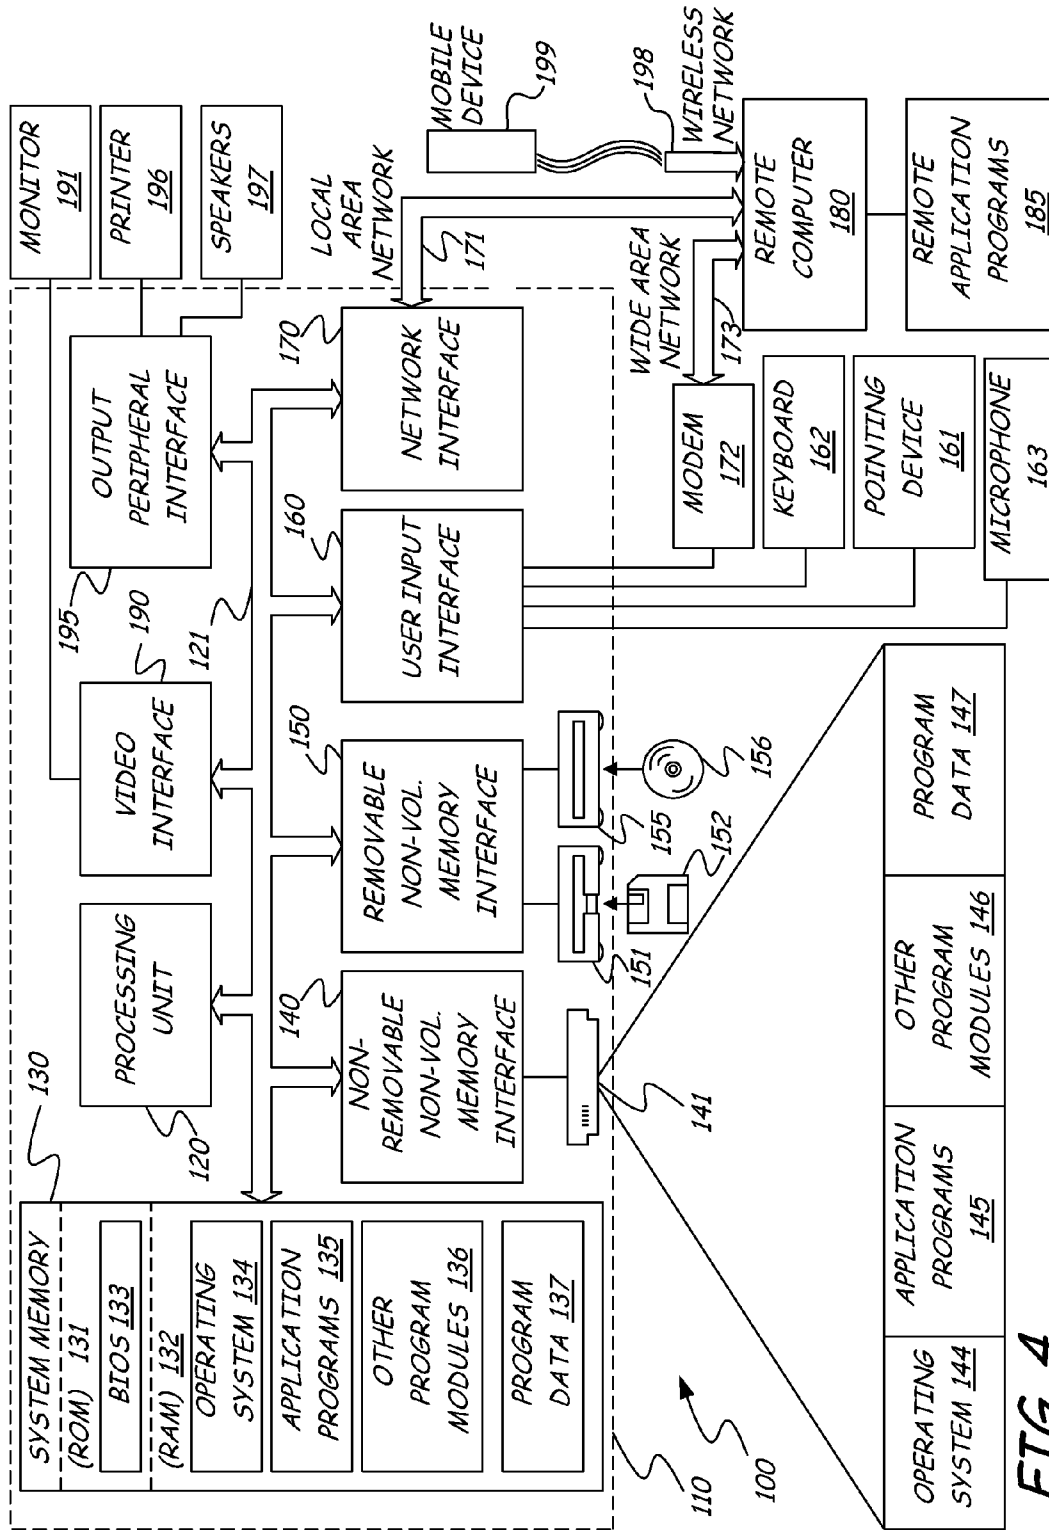 SYSTEM MEMORY
(ROM) 131
BIOS 133
(RAM) 132
OPERATING
SYSTEM 134
APPLICATION
PROGRAMS 135
OTHER
PROGRAM
MODULES 136
PROGRAM
DATA 137
130
PROCESSING
UNIT
120
VIDEO
INTERFACE
190
121
OUTPUT
PERIPHERAL
INTERFACE
195
MONITOR
191
PRINTER
196
SPEAKERS
197
NON-
REMOVABLE
NON-VOL.
MEMORY
INTERFACE
140
REMOVABLE
NON-VOL.
MEMORY
INTERFACE
150
USER INPUT
INTERFACE
160
NETWORK
INTERFACE
170
LOCAL
AREA
NETWORK
171
MOBILE
DEVICE
199
198
WIRELESS
NETWORK
WIDE AREA
NETWORK
173
MODEM
172
KEYBOARD
162
POINTING
DEVICE
161
MICROPHONE
163
REMOTE
COMPUTER
180
REMOTE
APPLICATION
PROGRAMS
185
141
151
152
155
156
110
100
OPERATING
SYSTEM 144
APPLICATION
PROGRAMS
145
OTHER
PROGRAM
MODULES 146
PROGRAM
DATA 147
FIG. 4